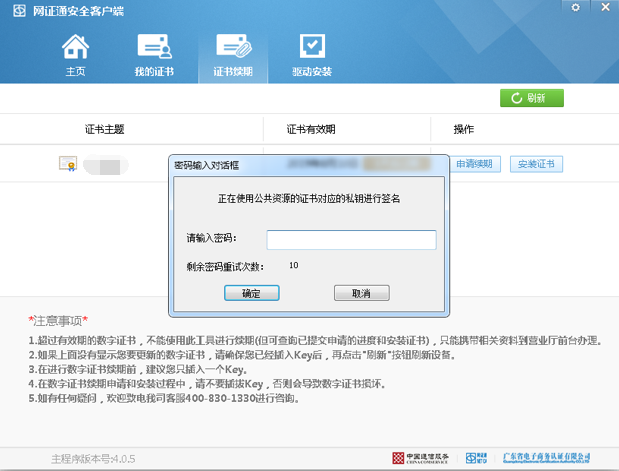 网证通安全客户端
主页 我的证书 证书续期 驱动安装
刷新
证书主题 证书有效期 操作
申请续期 安装证书
密码输入对话框
正在使用公共资源的证书对应的私钥进行签名
请输入密码：
剩余密码重试次数： 10
确定 取消
*注意事项*
1.超过有效期的数字证书，不能使用此工具进行续期(但可查询已提交申请的进度和安装证书)，只能携带相关资料到营业厅前台办理。
2.如果上面没有显示您要更新的数字证书，请确保您已经插入Key后，再点击"刷新"按钮刷新设备。
3.在进行数字证书续期前，建议您只插入一个Key。
4.在数字证书续期申请和安装过程中，请不要插拔Key，否则会导致数字证书损坏。
5.如有任何疑问，欢迎致电我司客服400-830-1330进行咨询。
主程序版本号:4.0.5
中国通信服务
CHINA COMSERVICE
广东省电子商务认证有限公司